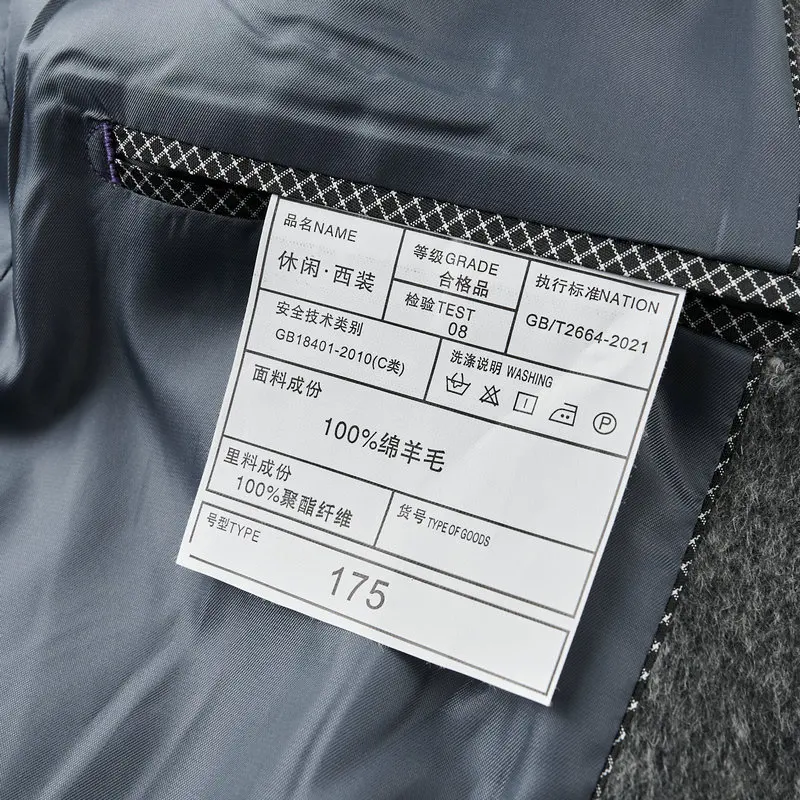 品名NAME
休闲·西装
等级GRADE
合格品
检验TEST
08
执行标准NATION
GB/T2664-2021
安全技术类别
GB18401-2010(C类)
洗涤说明 WASHING
P
面料成份
100%绵羊毛
里料成份
100%聚酯纤维
货号TYPE OF GOODS
号型TYPE
175